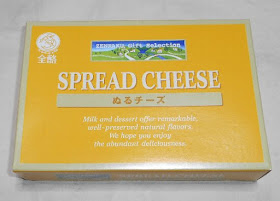 全酪
ZENRAKU Gift Selection
SPREAD CHEESE
ぬるチーズ
Milk and dessert offer remarkable,
well-preserved natural flavors.
We hope you enjoy
the abundant deliciousness.